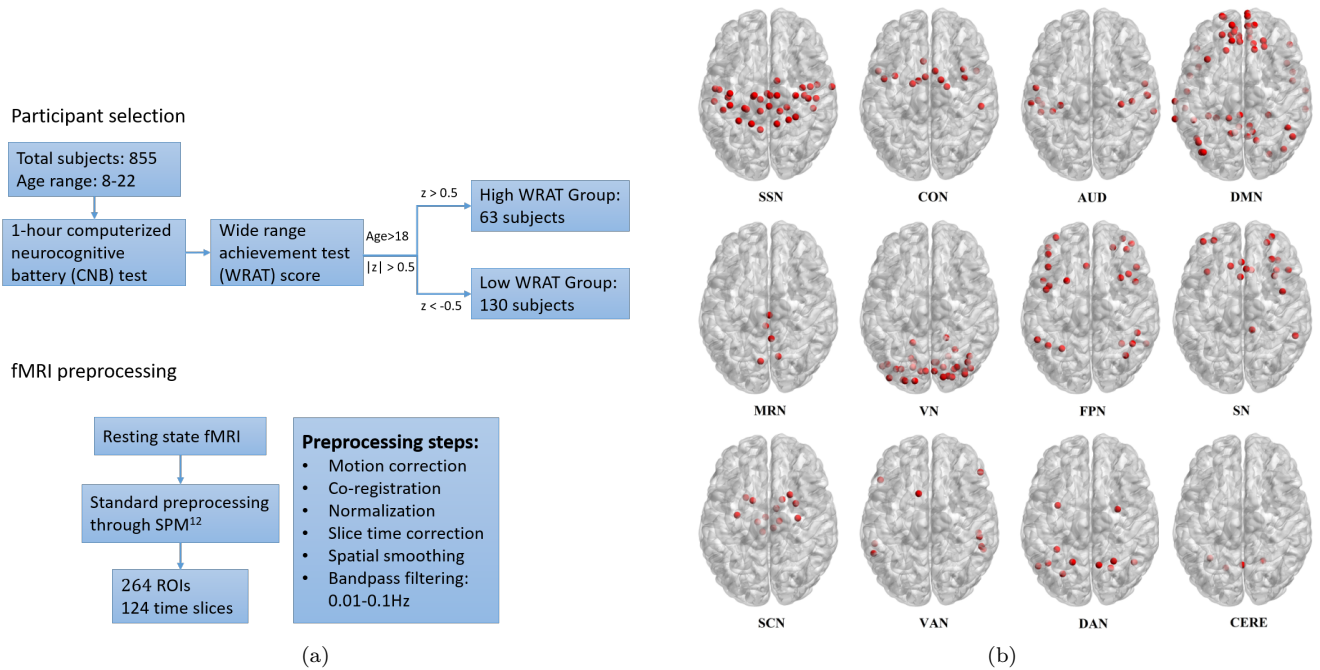 Participant selection
Total subjects: 855
Age range: 8-22
1-hour computerized
neurocognitive
battery (CNB) test
Wide range
achievement test
(WRAT) score
Age>18
|z| > 0.5
z > 0.5
High WRAT Group:
63 subjects
z < -0.5
Low WRAT Group:
130 subjects
fMRI preprocessing
Resting state fMRI
Standard preprocessing
through SPM¹²
264 ROIs
124 time slices
Preprocessing steps:
• Motion correction
• Co-registration
• Normalization
• Slice time correction
• Spatial smoothing
• Bandpass filtering:
0.01-0.1Hz
(a)
SSN
CON
AUD
DMN
MRN
VN
FPN
SN
SCN
VAN
DAN
CERE
(b)